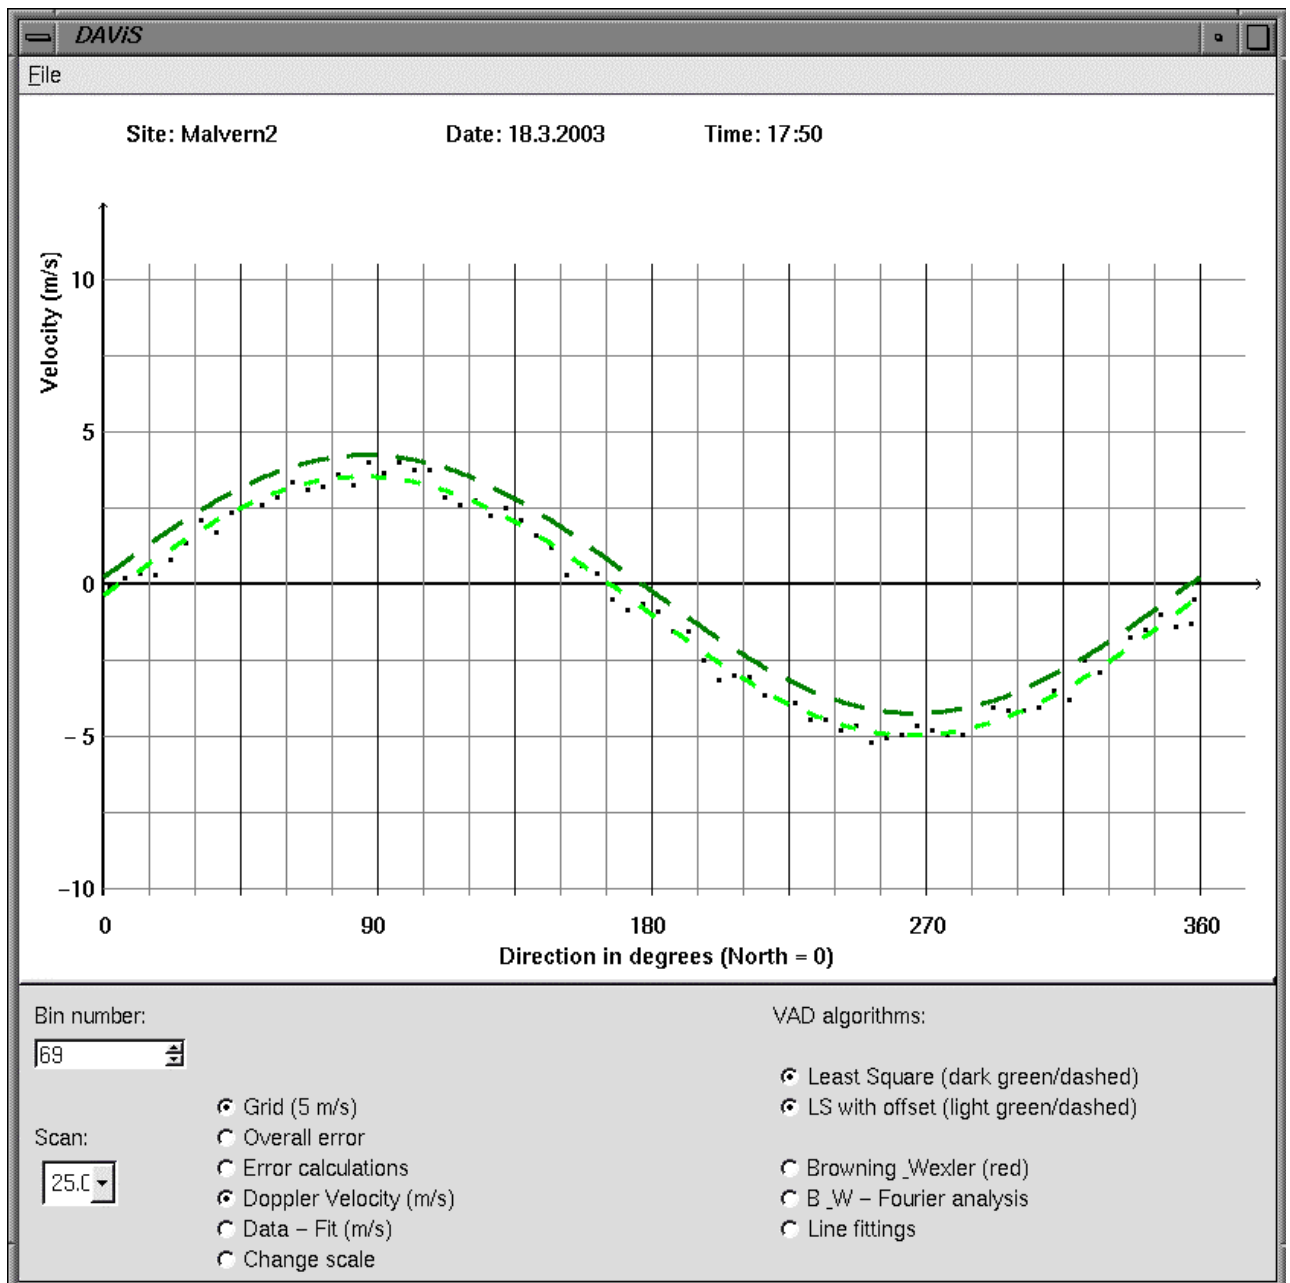 DAViS
File
Site: Malvern2 Date: 18.3.2003 Time: 17:50
Velocity (m/s)
10
5
0
−5
−10
0 90 180 270 360
Direction in degrees (North = 0)
Bin number:
69
Scan:
25.0
Grid (5 m/s)
Overall error
Error calculations
Doppler Velocity (m/s)
Data − Fit (m/s)
Change scale
VAD algorithms:
Least Square (dark green/dashed)
LS with offset (light green/dashed)
Browning_Wexler (red)
B_W − Fourier analysis
Line fittings